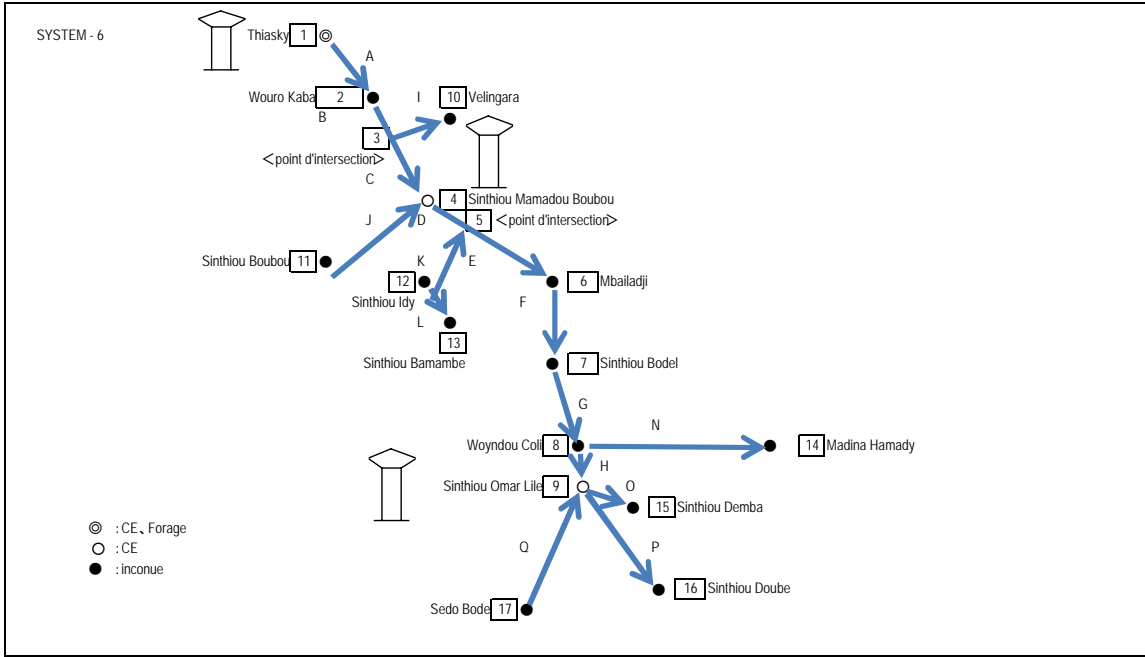 SYSTEM - 6
Thiasky 1
A
Wouro Kaba 2
I
10 Velingara
B
3
<point d'intersection>
C
4 Sinthiou Mamadou Boubou
J
D
5 <point d'intersection>
Sinthiou Boubou 11
K
E
12
6 Mbailadji
Sinthiou Idy
F
L
13
Sinthiou Bamambe
7 Sinthiou Bodel
G
N
Woyndou Coli 8
14 Madina Hamady
H
Sinthiou Omar Lile 9
O
15 Sinthiou Demba
◎ : CE、Forage
○ : CE
● : inconue
Q
P
16 Sinthiou Doube
Sedo Bode 17